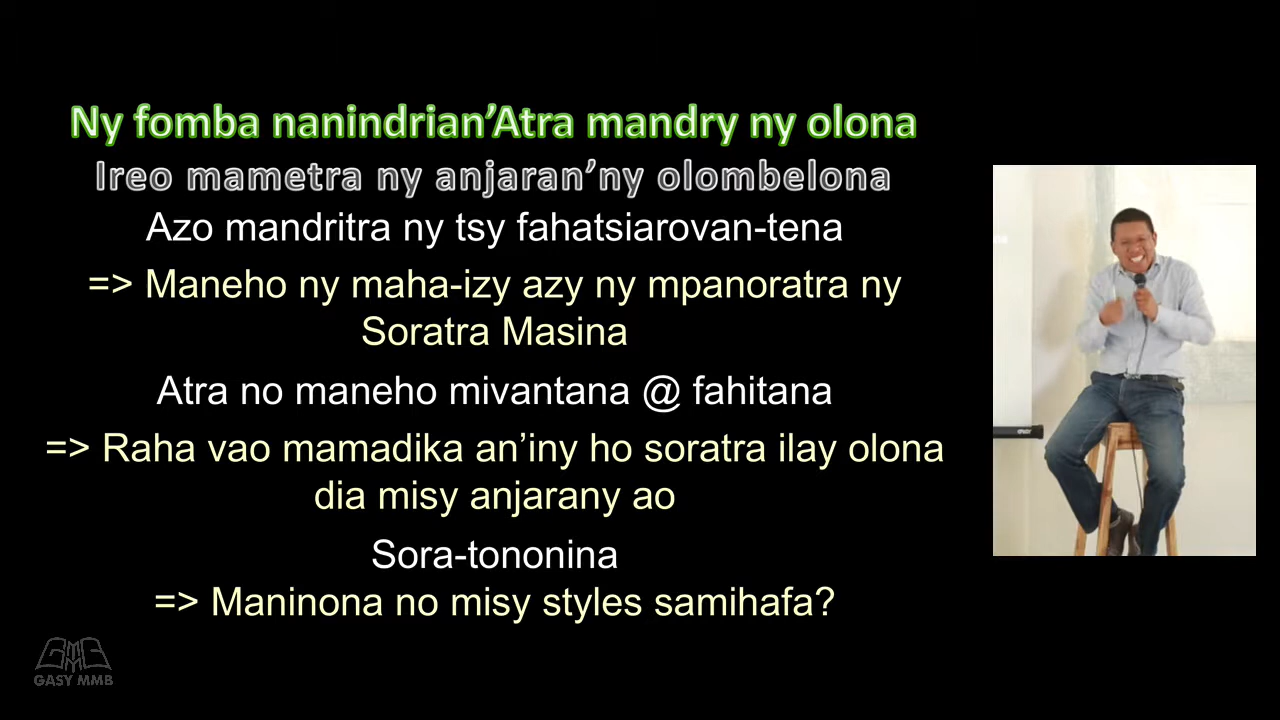 Ny fomba nanindrian’Atra mandry ny olona
Ireo mametra ny anjaran’ny olombelona
Azo mandritra ny tsy fahatsiarovan-tena
=> Maneho ny maha-izy azy ny mpanoratra ny
Soratra Masina
Atra no maneho mivantana @ fahitana
=> Raha vao mamadika an’iny ho soratra ilay olona
dia misy anjarany ao
Sora-tononina
=> Maninona no misy styles samihafa?
GASY MMB